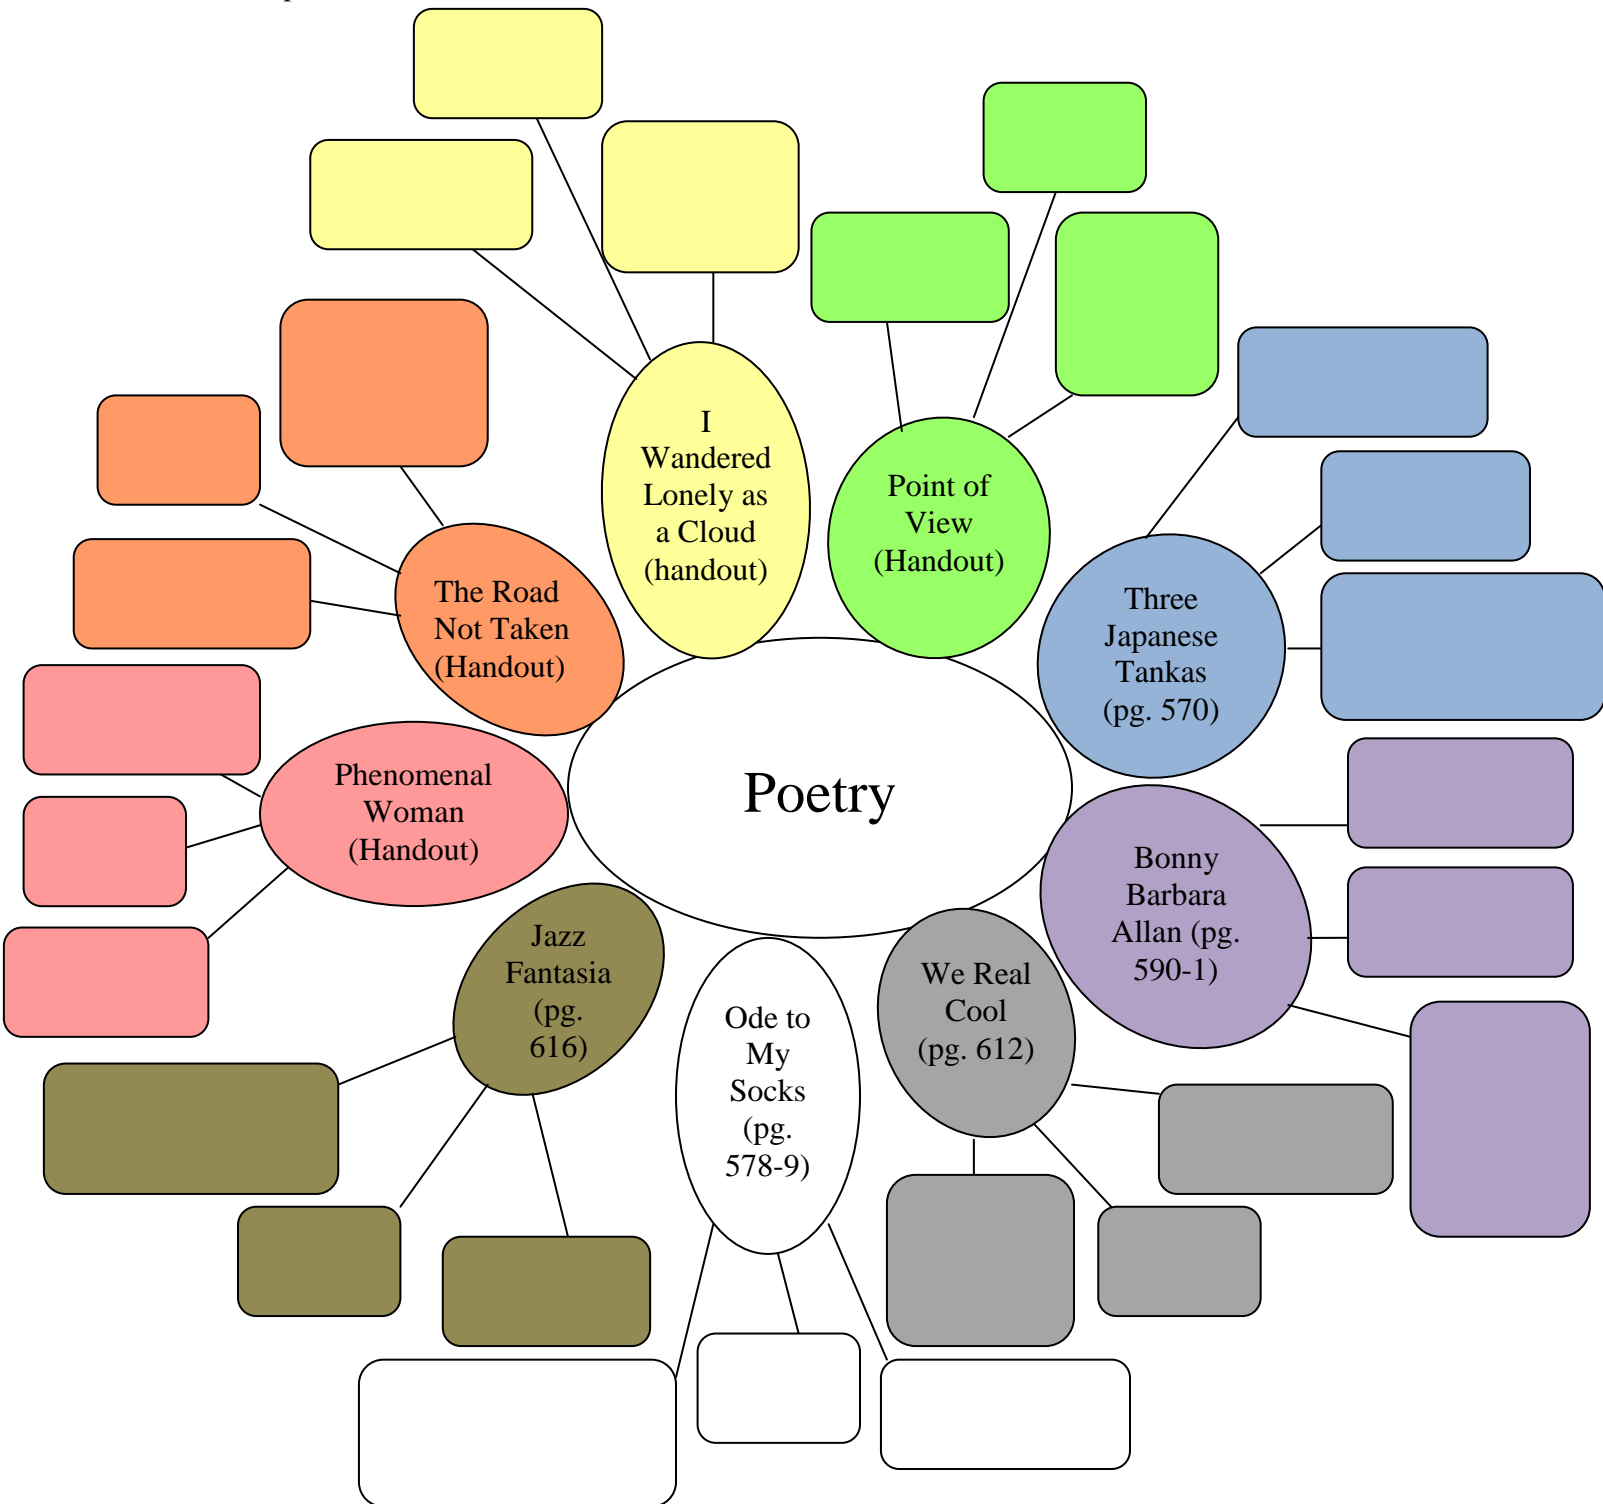 I
Wandered
Lonely as
a Cloud
(handout)
Point of
View
(Handout)
The Road
Not Taken
(Handout)
Three
Japanese
Tankas
(pg. 570)
Phenomenal
Woman
(Handout)
Poetry
Bonny
Barbara
Allan (pg.
590-1)
Jazz
Fantasia
(pg.
616)
Ode to
My
Socks
(pg.
578-9)
We Real
Cool
(pg. 612)